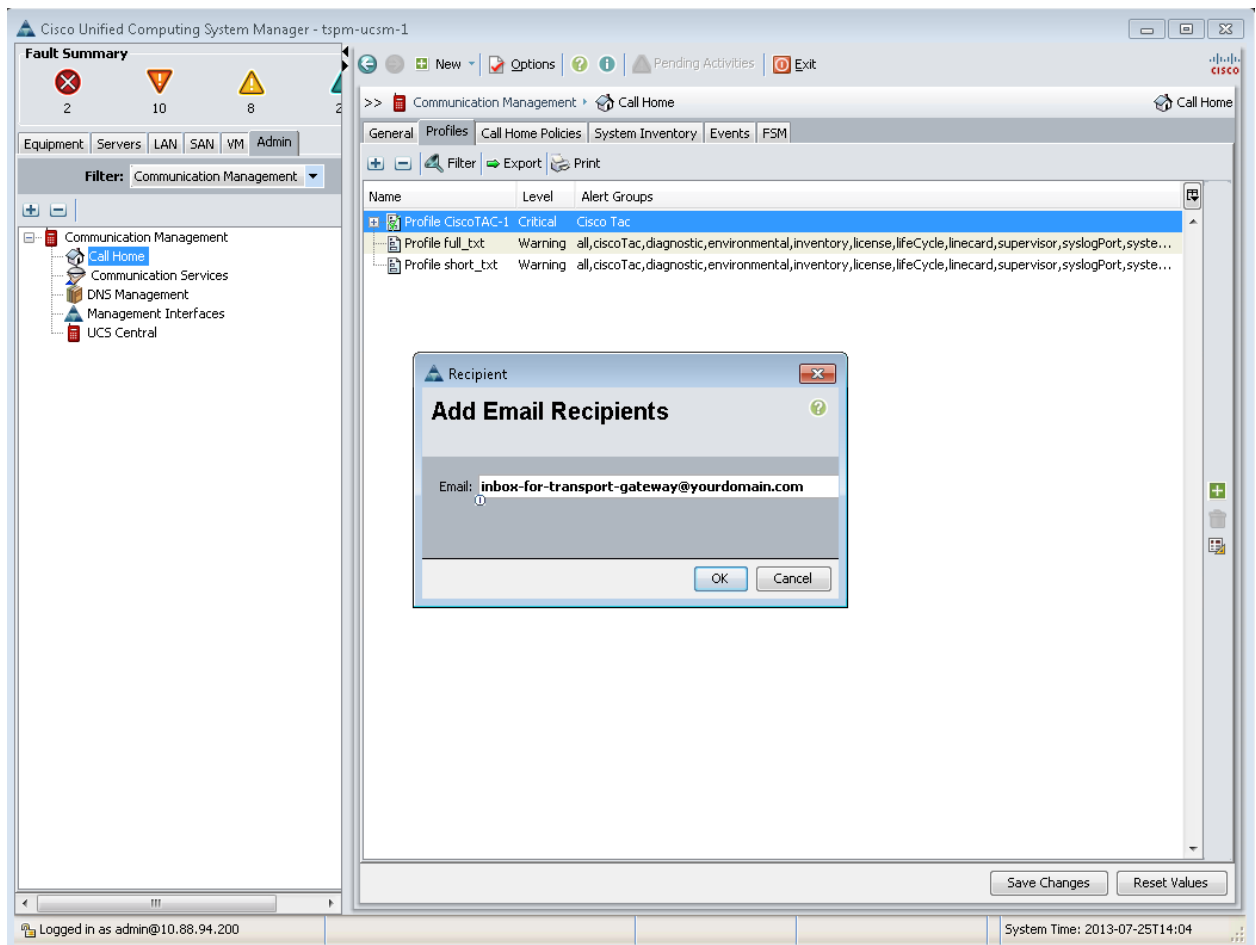 Cisco Unified Computing System Manager - tspm-ucsm-1
Fault Summary
2 10 8 2
New Options Pending Activities Exit
cisco
>> Communication Management Call Home Call Home
Equipment Servers LAN SAN VM Admin
General Profiles Call Home Policies System Inventory Events FSM
Filter: Communication Management
Filter Export Print
Name Level Alert Groups
Profile CiscoTAC-1 Critical Cisco Tac
Profile full_txt Warning all,ciscoTac,diagnostic,environmental,inventory,license,lifeCycle,linecard,supervisor,syslogPort,syste...
Profile short_txt Warning all,ciscoTac,diagnostic,environmental,inventory,license,lifeCycle,linecard,supervisor,syslogPort,syste...
Communication Management
Call Home
Communication Services
DNS Management
Management Interfaces
UCS Central
Recipient
Add Email Recipients
Email: inbox-for-transport-gateway@yourdomain.com
OK Cancel
Save Changes Reset Values
Logged in as admin@10.88.94.200 System Time: 2013-07-25T14:04